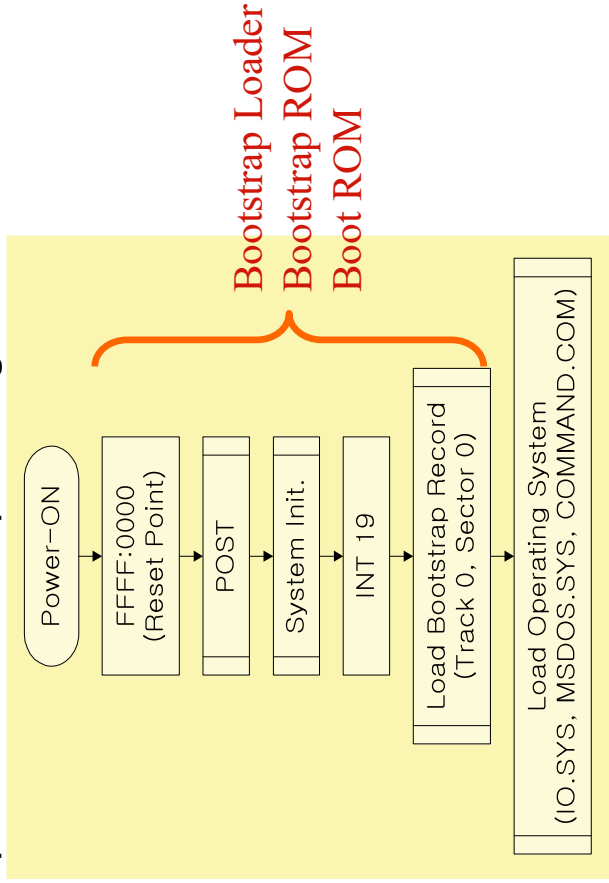 Power-ON
FFFF:0000
(Reset Point)
POST
System Init.
INT 19
Load Bootstrap Record
(Track 0, Sector 0)
Load Operating System
(IO.SYS, MSDOS.SYS, COMMAND.COM)
Bootstrap Loader
Bootstrap ROM
Boot ROM